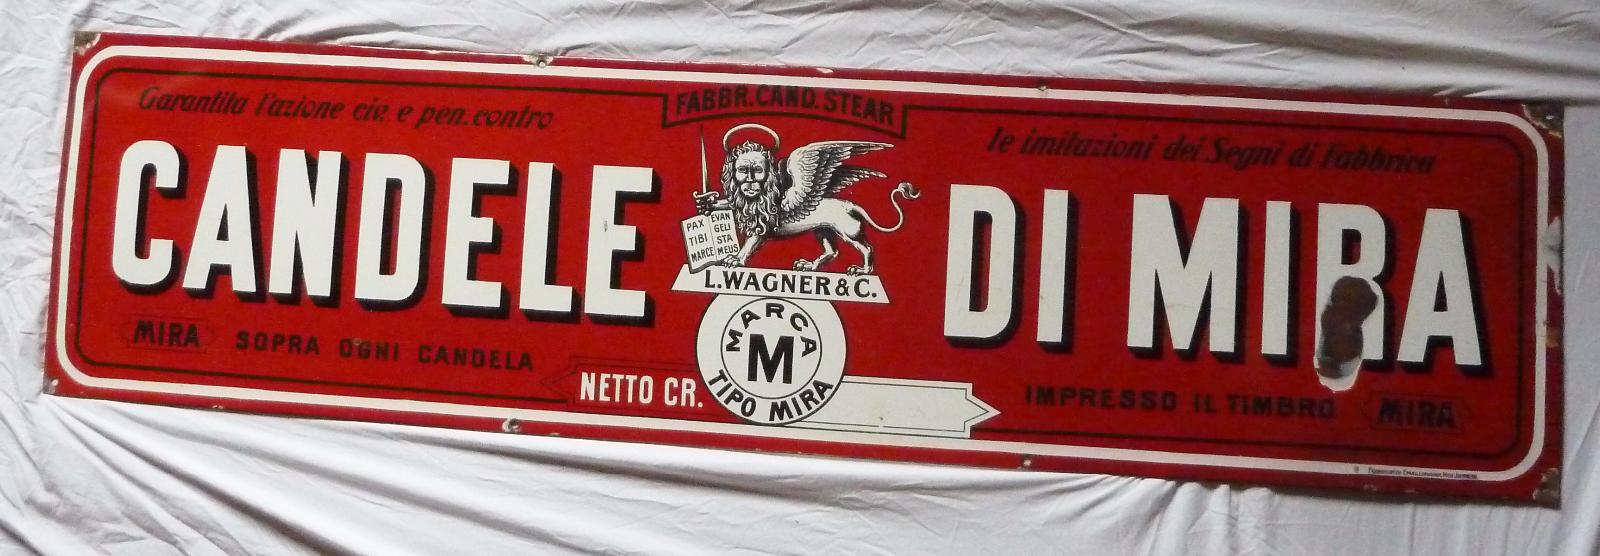 Garantita l'azione civ. e pen. contro
FABBR. CAND. STEAR
le imitazioni dei Segni di Fabbrica
CANDELE DI MIRA
PAX TIBI MARCE
EVAN GELI STA MEUS
L. WAGNER & C.
MIRA SOPRA OGNI CANDELA
MARCA
M
TIPO MIRA
NETTO CR.
IMPRESSO IL TIMBRO MIRA